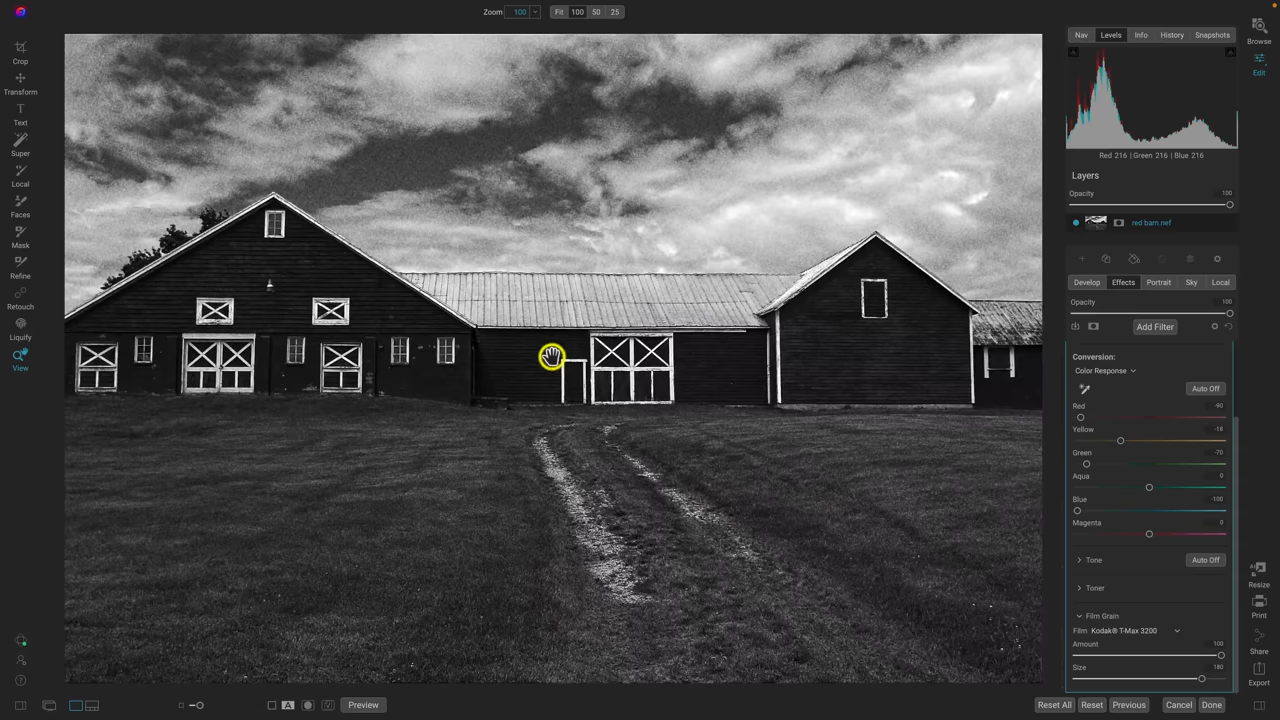 Zoom 100 Fit 100 50 25
Crop
Transform
Text
Super
Local
Faces
Mask
Refine
Retouch
Liquify
View
Nav Levels Info History Snapshots
Red 216 | Green 216 | Blue 216
Layers
Opacity 100
red barn.nef
Develop Effects Portrait Sky Local
Opacity 100
Add Filter
Conversion:
Color Response
Auto Off
Red -90
Yellow -18
Green -70
Aqua 0
Blue -100
Magenta 0
Tone Auto Off
Toner
Film Grain
Film Kodak® T-Max 3200
Amount 100
Size 180
Browse
Edit
Resize
Print
Share
Export
A Preview
Reset All Reset Previous Cancel Done